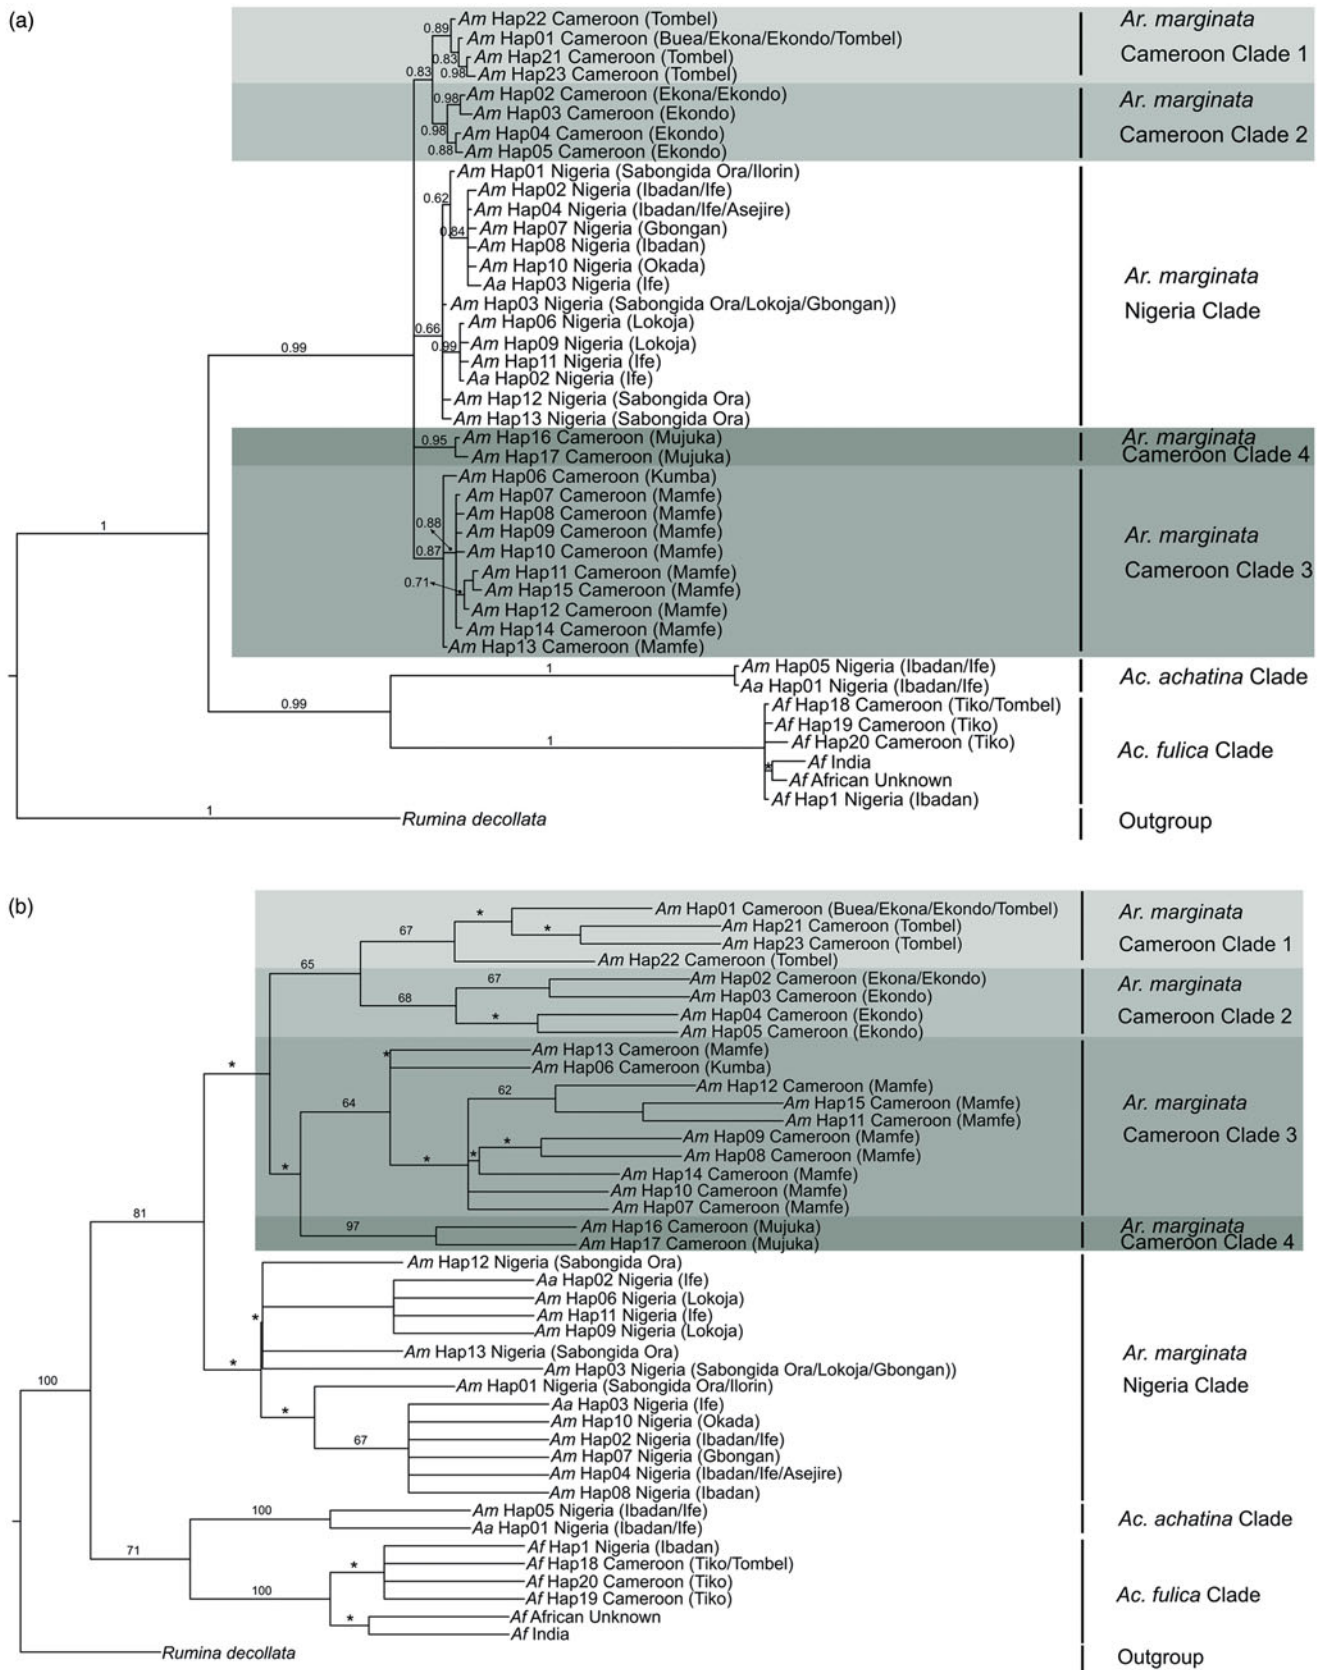 (a)
0.89
Am Hap22 Cameroon (Tombel)
Am Hap01 Cameroon (Buea/Ekona/Ekondo/Tombel)
0.83
Am Hap21 Cameroon (Tombel)
0.98
Am Hap23 Cameroon (Tombel)
Ar. marginata
Cameroon Clade 1
0.83
0.98
Am Hap02 Cameroon (Ekona/Ekondo)
Am Hap03 Cameroon (Ekondo)
0.98
Am Hap04 Cameroon (Ekondo)
0.88
Am Hap05 Cameroon (Ekondo)
Ar. marginata
Cameroon Clade 2
Am Hap01 Nigeria (Sabongida Ora/Ilorin)
0.62
Am Hap02 Nigeria (Ibadan/Ife)
Am Hap04 Nigeria (Ibadan/Ife/Asejire)
0.84
Am Hap07 Nigeria (Gbongan)
Am Hap08 Nigeria (Ibadan)
Am Hap10 Nigeria (Okada)
Aa Hap03 Nigeria (Ife)
Am Hap03 Nigeria (Sabongida Ora/Lokoja/Gbongan))
0.66
Am Hap06 Nigeria (Lokoja)
0.99
Am Hap09 Nigeria (Lokoja)
Am Hap11 Nigeria (Ife)
Aa Hap02 Nigeria (Ife)
Am Hap12 Nigeria (Sabongida Ora)
Am Hap13 Nigeria (Sabongida Ora)
Ar. marginata
Nigeria Clade
0.99
0.95
Am Hap16 Cameroon (Mujuka)
Am Hap17 Cameroon (Mujuka)
Ar. marginata
Cameroon Clade 4
Am Hap06 Cameroon (Kumba)
Am Hap07 Cameroon (Mamfe)
Am Hap08 Cameroon (Mamfe)
0.88
Am Hap09 Cameroon (Mamfe)
0.87
Am Hap10 Cameroon (Mamfe)
Am Hap11 Cameroon (Mamfe)
0.71
Am Hap15 Cameroon (Mamfe)
Am Hap12 Cameroon (Mamfe)
Am Hap14 Cameroon (Mamfe)
Am Hap13 Cameroon (Mamfe)
Ar. marginata
Cameroon Clade 3
1
1
Am Hap05 Nigeria (Ibadan/Ife)
Aa Hap01 Nigeria (Ibadan/Ife)
Ac. achatina Clade
0.99
Af Hap18 Cameroon (Tiko/Tombel)
Af Hap19 Cameroon (Tiko)
1
Af Hap20 Cameroon (Tiko)
*
Af India
Af African Unknown
Af Hap1 Nigeria (Ibadan)
Ac. fulica Clade
1
Rumina decollata
Outgroup
(b)
*
Am Hap01 Cameroon (Buea/Ekona/Ekondo/Tombel)
67
*
Am Hap21 Cameroon (Tombel)
Am Hap23 Cameroon (Tombel)
Am Hap22 Cameroon (Tombel)
Ar. marginata
Cameroon Clade 1
65
67
Am Hap02 Cameroon (Ekona/Ekondo)
68
Am Hap03 Cameroon (Ekondo)
*
Am Hap04 Cameroon (Ekondo)
Am Hap05 Cameroon (Ekondo)
Ar. marginata
Cameroon Clade 2
*
*
Am Hap13 Cameroon (Mamfe)
Am Hap06 Cameroon (Kumba)
64
62
Am Hap12 Cameroon (Mamfe)
Am Hap15 Cameroon (Mamfe)
Am Hap11 Cameroon (Mamfe)
*
*
*
*
Am Hap09 Cameroon (Mamfe)
Am Hap08 Cameroon (Mamfe)
Am Hap14 Cameroon (Mamfe)
Am Hap10 Cameroon (Mamfe)
Am Hap07 Cameroon (Mamfe)
Ar. marginata
Cameroon Clade 3
97
Am Hap16 Cameroon (Mujuka)
Am Hap17 Cameroon (Mujuka)
Ar. marginata
Cameroon Clade 4
81
Am Hap12 Nigeria (Sabongida Ora)
Aa Hap02 Nigeria (Ife)
Am Hap06 Nigeria (Lokoja)
*
Am Hap11 Nigeria (Ife)
Am Hap09 Nigeria (Lokoja)
Am Hap13 Nigeria (Sabongida Ora)
*
Am Hap03 Nigeria (Sabongida Ora/Lokoja/Gbongan))
Am Hap01 Nigeria (Sabongida Ora/Ilorin)
*
Aa Hap03 Nigeria (Ife)
Am Hap10 Nigeria (Okada)
67
Am Hap02 Nigeria (Ibadan/Ife)
Am Hap07 Nigeria (Gbongan)
Am Hap04 Nigeria (Ibadan/Ife/Asejire)
Am Hap08 Nigeria (Ibadan)
Ar. marginata
Nigeria Clade
100
100
Am Hap05 Nigeria (Ibadan/Ife)
Aa Hap01 Nigeria (Ibadan/Ife)
Ac. achatina Clade
71
Af Hap1 Nigeria (Ibadan)
*
Af Hap18 Cameroon (Tiko/Tombel)
Af Hap20 Cameroon (Tiko)
100
Af Hap19 Cameroon (Tiko)
*
Af African Unknown
Af India
Ac. fulica Clade
Rumina decollata
Outgroup